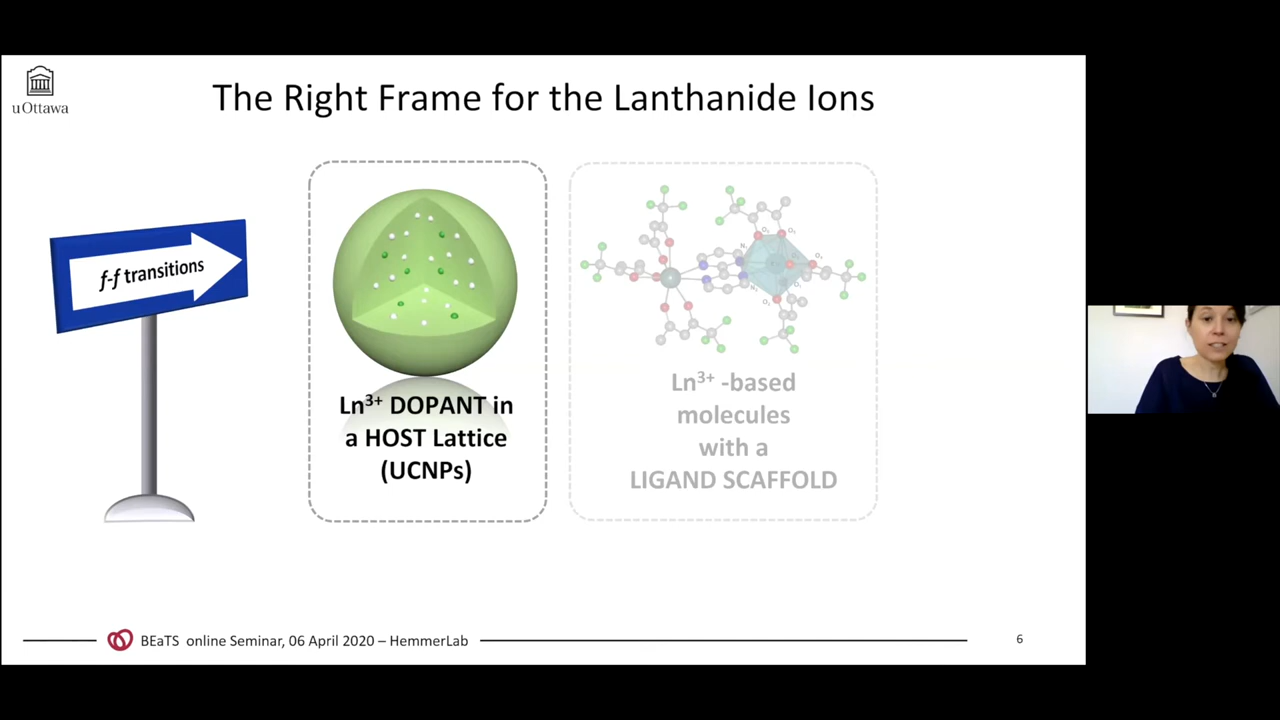 uOttawa
The Right Frame for the Lanthanide Ions
f-f transitions
Ln³⁺ DOPANT in
a HOST Lattice
(UCNPs)
Ln³⁺ -based
molecules
with a
LIGAND SCAFFOLD
BEaTS online Seminar, 06 April 2020 – HemmerLab
6